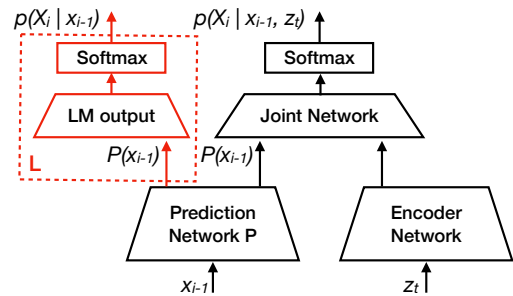 p(Xᵢ | xᵢ₋₁)
p(Xᵢ | xᵢ₋₁, zₜ)
Softmax
Softmax
LM output
Joint Network
L
P(xᵢ₋₁)
P(xᵢ₋₁)
Prediction
Network P
Encoder
Network
xᵢ₋₁
zₜ